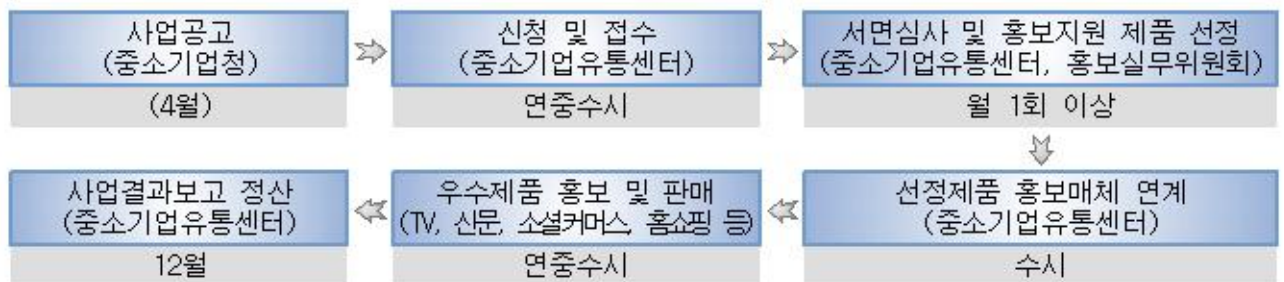 사업공고
(중소기업청)
(4월)
신청 및 접수
(중소기업유통센터)
연중수시
서면심사 및 홍보지원 제품 선정
(중소기업유통센터, 홍보실무위원회)
월 1회 이상
선정제품 홍보매체 연계
(중소기업유통센터)
수시
우수제품 홍보 및 판매
(TV, 신문, 소셜커머스, 홈쇼핑 등)
연중수시
사업결과보고 정산
(중소기업유통센터)
12월